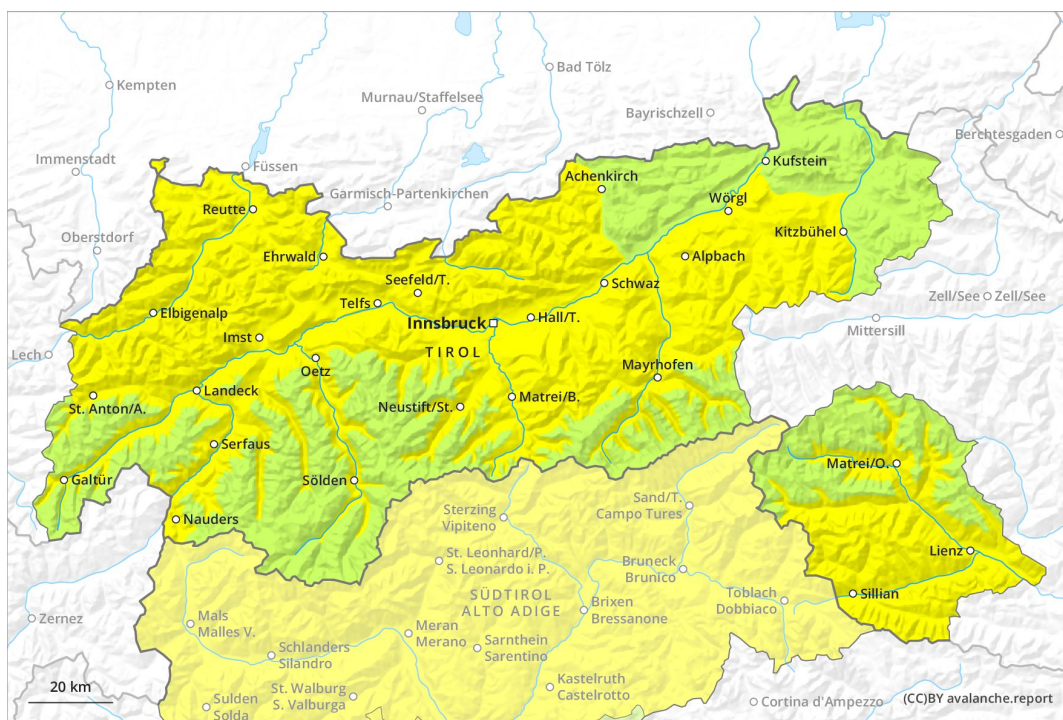 Kempten
Bad Tölz
Murnau/Staffelsee
Bayrischzell
Berchtesgaden
Immenstadt
Füssen
Garmisch-Partenkirchen
Achenkirch
Kufstein
Reutte
Wörgl
Oberstdorf
Kitzbühel
Ehrwald
Alpbach
Seefeld/T.
Schwaz
Telfs
Zell/See
Zell/See
Elbigenalp
Innsbruck
Hall/T.
Mittersill
Imst
Lech
TIROL
Oetz
Mayrhofen
Landeck
St. Anton/A.
Neustift/St.
Matrei/B.
Serfaus
Matrei/O.
Galtür
Sölden
Sand/T.
Campo Tures
Nauders
Sterzing
Vipiteno
Lienz
St. Leonhard/P.
S. Leonardo i. P.
Bruneck
Brunico
SÜDTIROL
ALTO ADIGE
Toblach
Dobbiaco
Sillian
Brixen
Bressanone
Zernez
Mals
Malles V.
Meran
Merano
Sarnthein
Sarentino
Schlanders
Silandro
20 km
St. Walburg
S. Valburga
Kastelruth
Castelrotto
Sulden
Solda
Cortina d'Ampezzo
(CC)BY avalanche.report